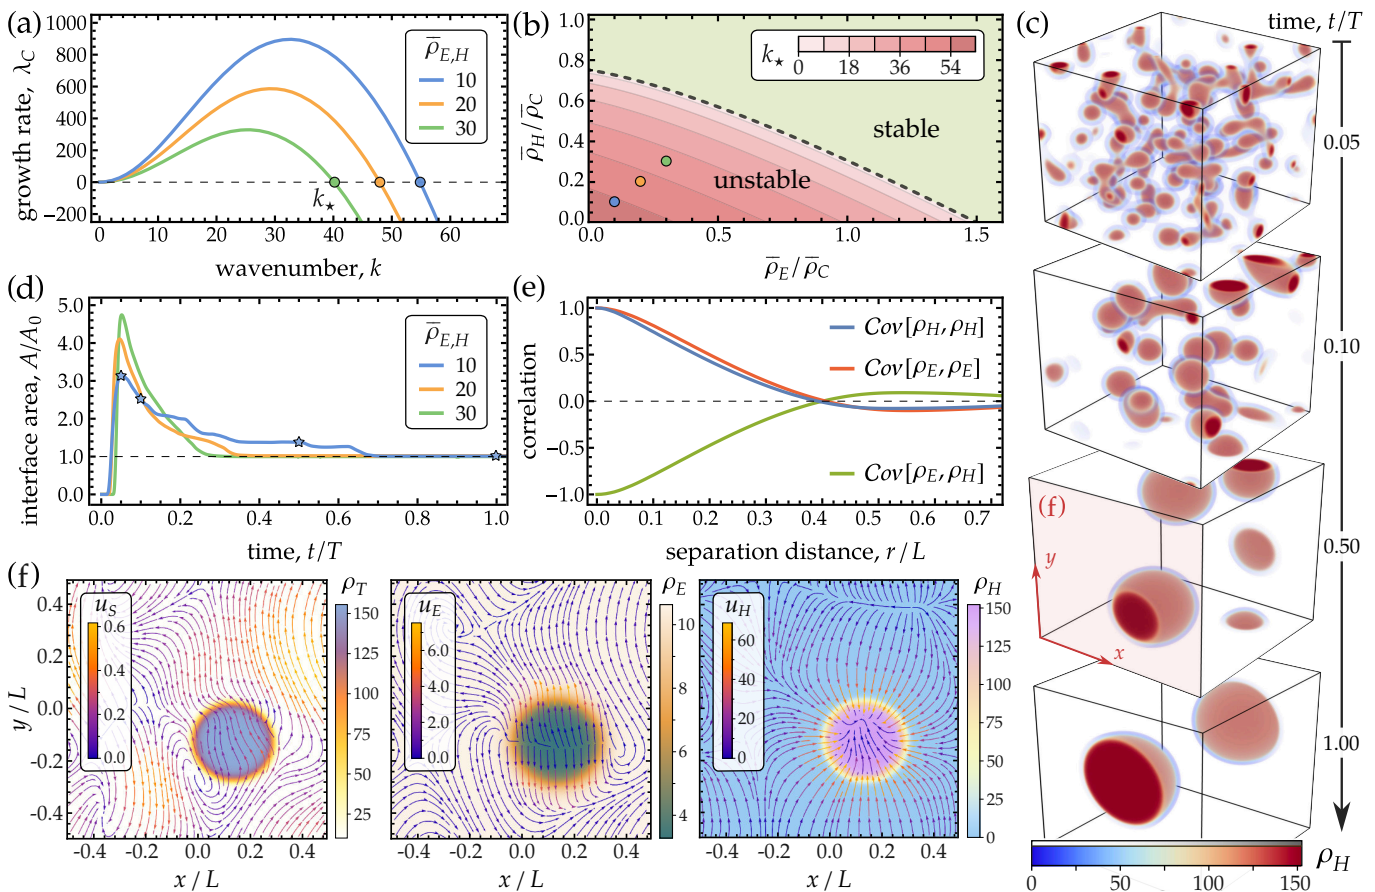 (a)
growth rate, λ_C
1000
800
600
400
200
0
−200
ρ̅_{E,H}
10
20
30
k⋆
0 10 20 30 40 50 60
wavenumber, k
(b)
ρ̅_H/ρ̅_C
1.0
0.8
0.6
0.4
0.2
0.0
k⋆
0 18 36 54
stable
unstable
0.0 0.5 1.0 1.5
ρ̅_E/ρ̅_C
(c)
time, t/T
0.05
0.10
0.50
1.00
(f)
y
x
0 50 100 150
ρ_H
(d)
interface area, A/A_0
5.0
4.0
3.0
2.0
1.0
0.0
ρ̅_{E,H}
10
20
30
0.0 0.2 0.4 0.6 0.8 1.0
time, t/T
(e)
correlation
1.0
0.5
0.0
−0.5
−1.0
Cov[ρ_H, ρ_H]
Cov[ρ_E, ρ_E]
Cov[ρ_E, ρ_H]
0.0 0.1 0.2 0.3 0.4 0.5 0.6 0.7
separation distance, r/L
(f)
y/L
0.4
0.2
0.0
-0.2
-0.4
u_S
0.6
0.4
0.2
0.0
ρ_T
150
125
100
75
50
25
-0.4 -0.2 0.0 0.2 0.4
x/L
u_E
8.0
6.0
4.0
2.0
0.0
ρ_E
10
8
6
4
-0.4 -0.2 0.0 0.2 0.4
x/L
u_H
60
40
20
0
ρ_H
150
125
100
75
50
25
0
-0.4 -0.2 0.0 0.2 0.4
x/L